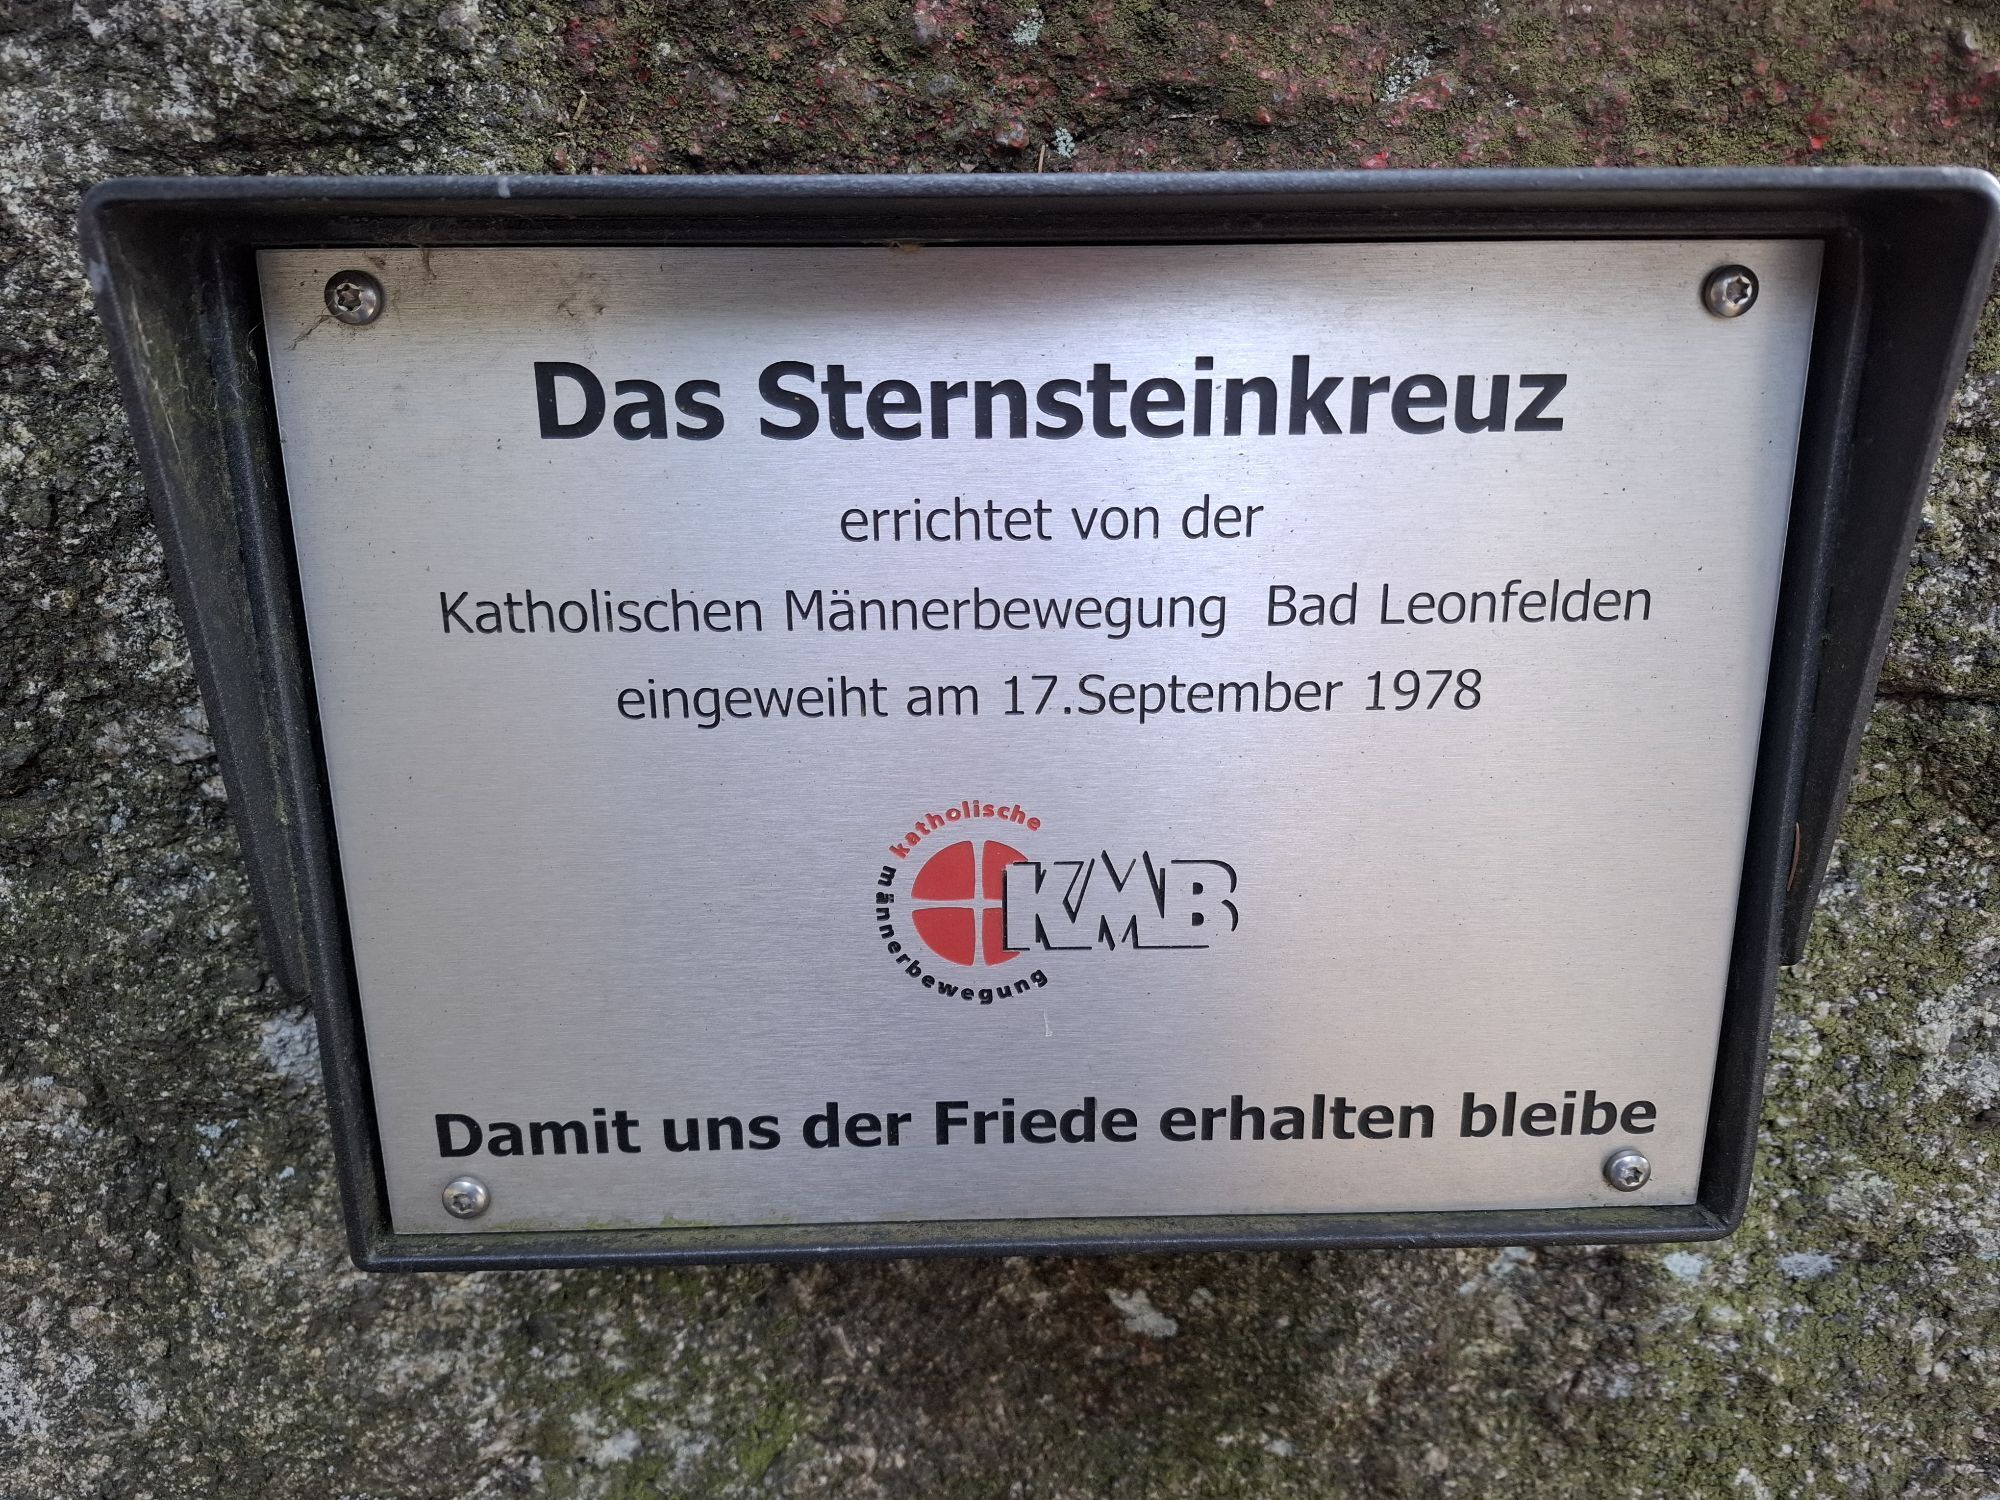 Das Sternsteinkreuz
errichtet von der
Katholischen Männerbewegung Bad Leonfelden
eingeweiht am 17.September 1978
katholische
männerbewegung
KMB
Damit uns der Friede erhalten bleibe